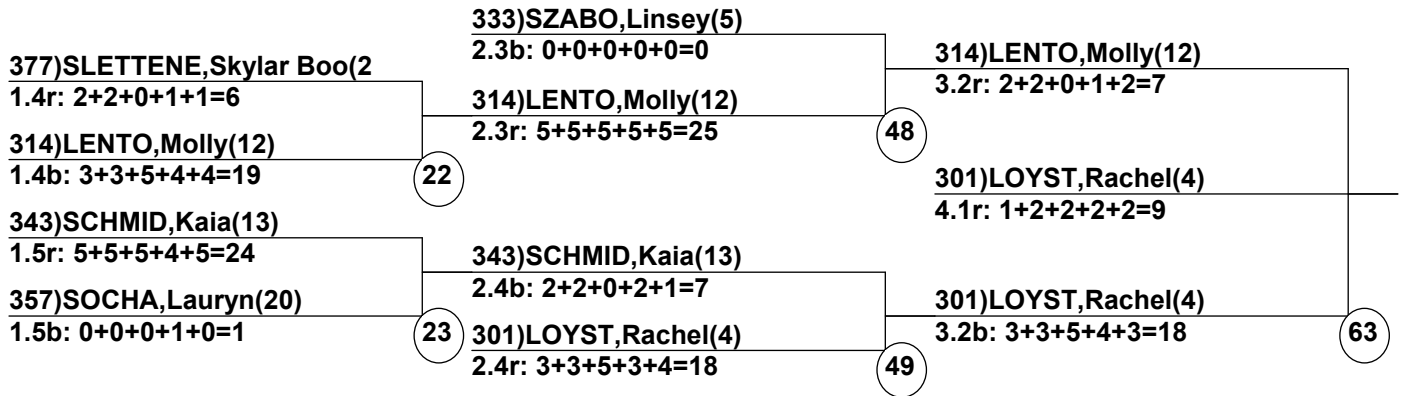 333)SZABO,Linsey(5)
2.3b: 0+0+0+0+0=0
377)SLETTENE,Skylar Boo(2
1.4r: 2+2+0+1+1=6
314)LENTO,Molly(12)
3.2r: 2+2+0+1+2=7
314)LENTO,Molly(12)
2.3r: 5+5+5+5+5=25
48
314)LENTO,Molly(12)
1.4b: 3+3+5+4+4=19
22
301)LOYST,Rachel(4)
4.1r: 1+2+2+2+2=9
343)SCHMID,Kaia(13)
1.5r: 5+5+5+4+5=24
343)SCHMID,Kaia(13)
2.4b: 2+2+0+2+1=7
357)SOCHA,Lauryn(20)
1.5b: 0+0+0+1+0=1
23
301)LOYST,Rachel(4)
3.2b: 3+3+5+4+3=18
63
301)LOYST,Rachel(4)
2.4r: 3+3+5+3+4=18
49